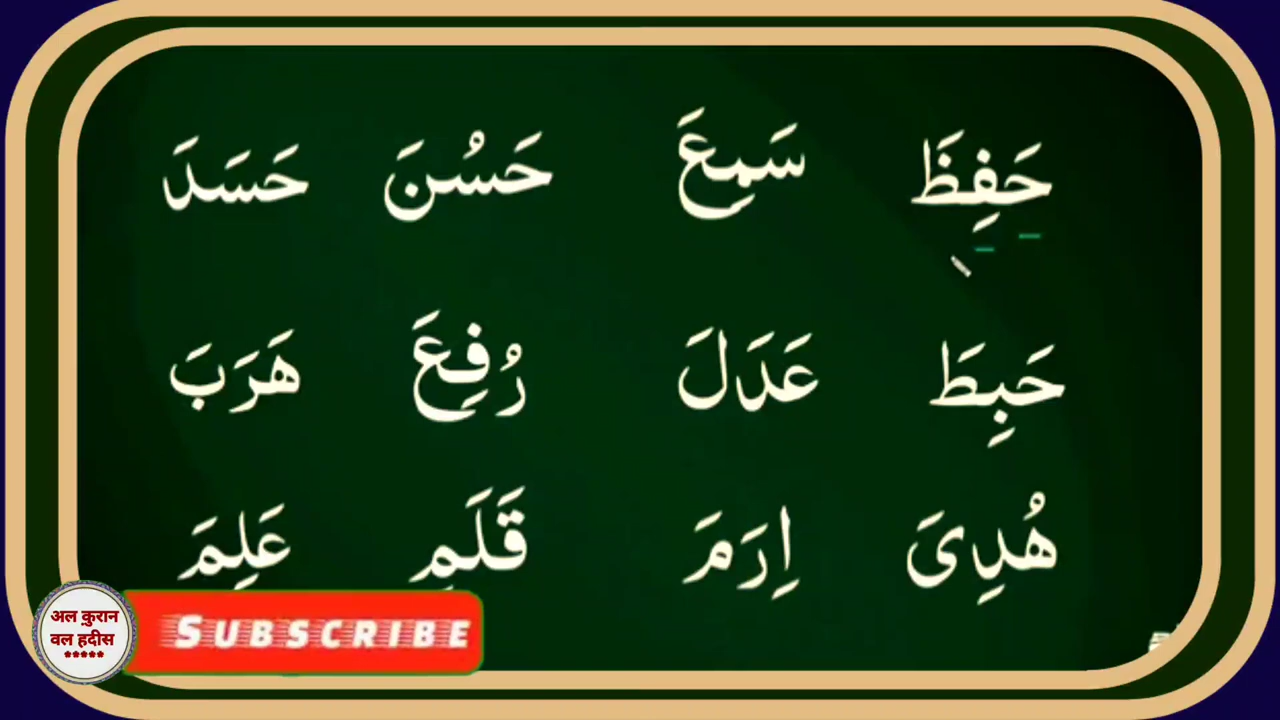 حَفِظَ سَمِعَ حَسُنَ حَسَدَ
حَبِطَ عَدَلَ رُفِعَ هَرَبَ
هُدِىَ اِرَمَ قَلَمِ عَلِمَ
अल कुरान
वल हदीस
*****
SUBSCRIBE